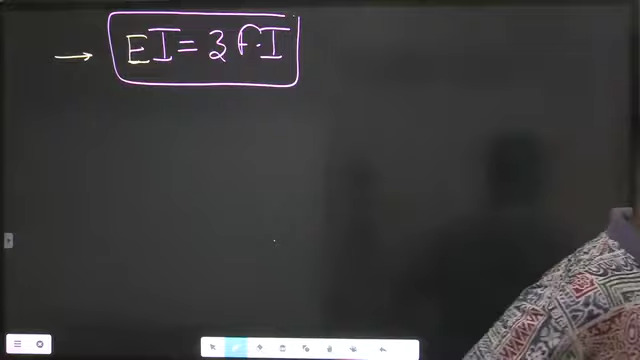 → EI = 3 f.I